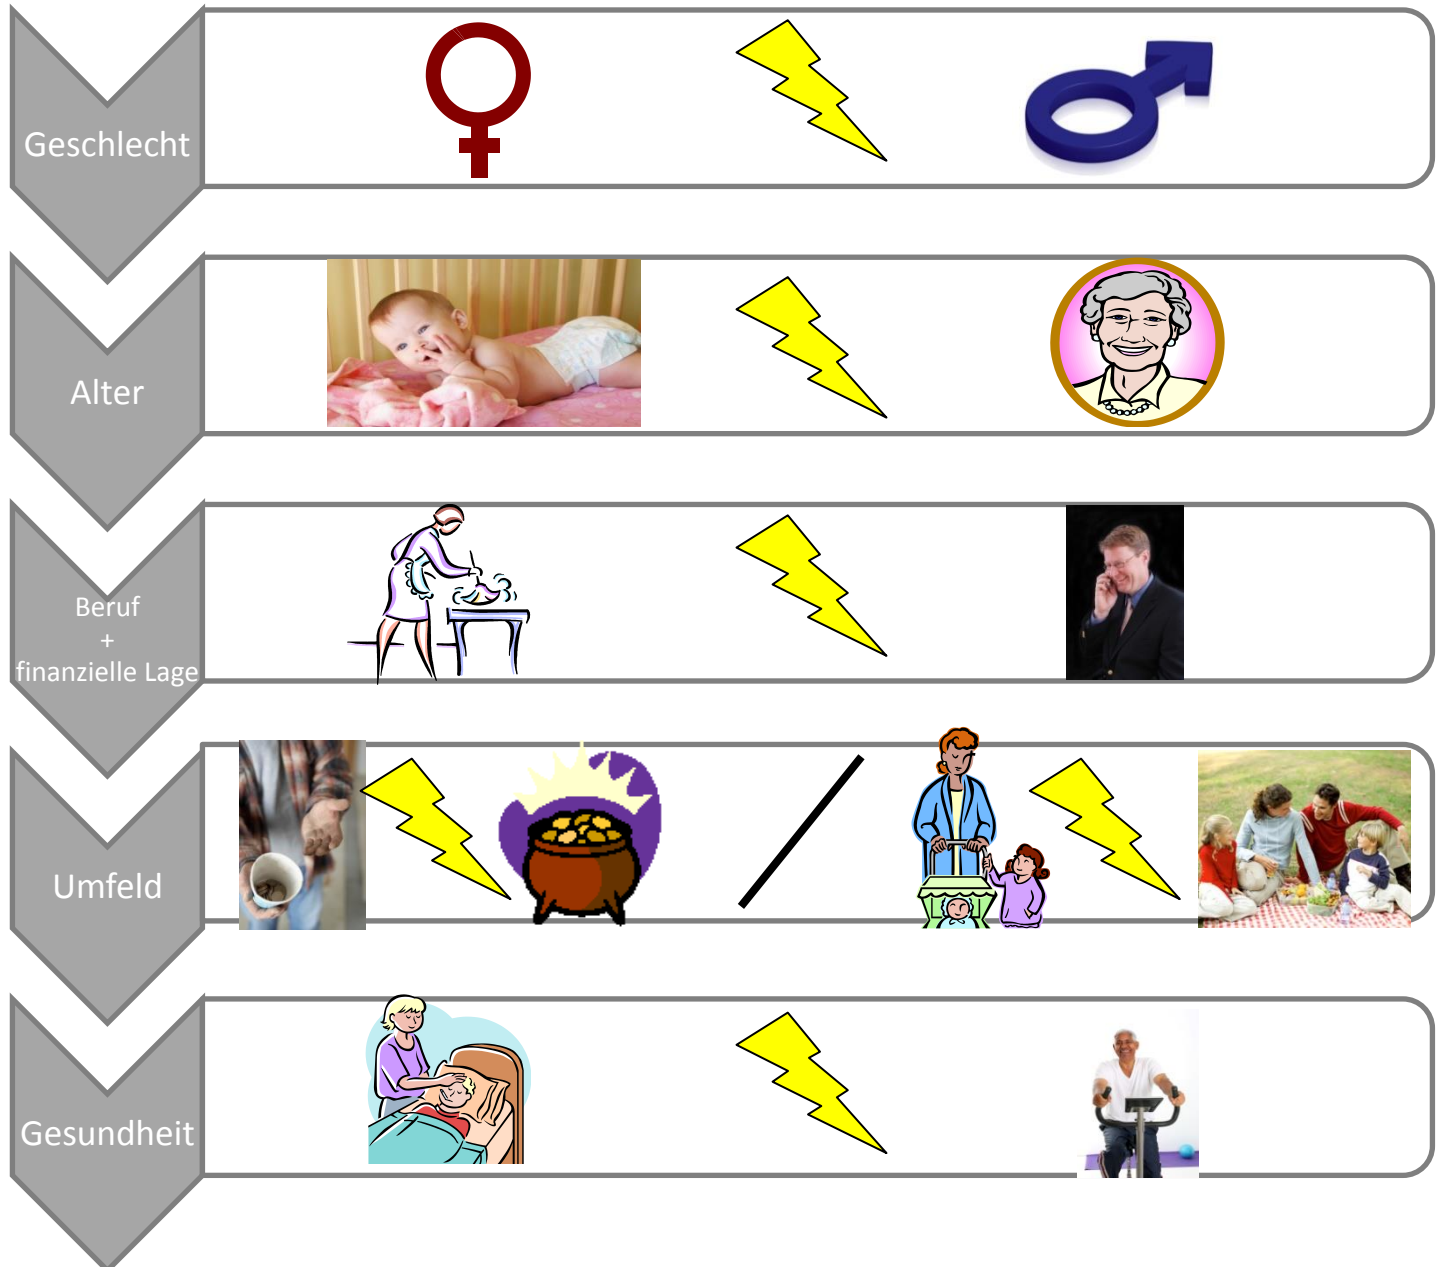 Geschlecht
Alter
Beruf
+
finanzielle Lage
Umfeld
Gesundheit